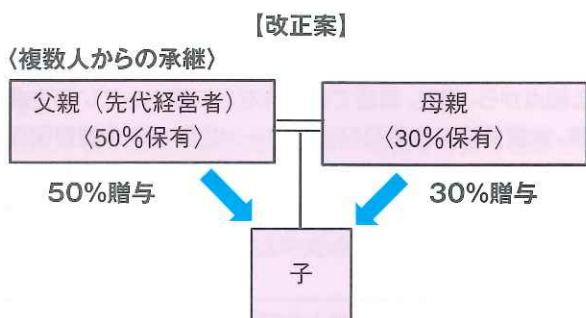 【改正案】
〈複数人からの承継〉
父親（先代経営者）
〈50％保有〉
母親
〈30％保有〉
50％贈与
30％贈与
子